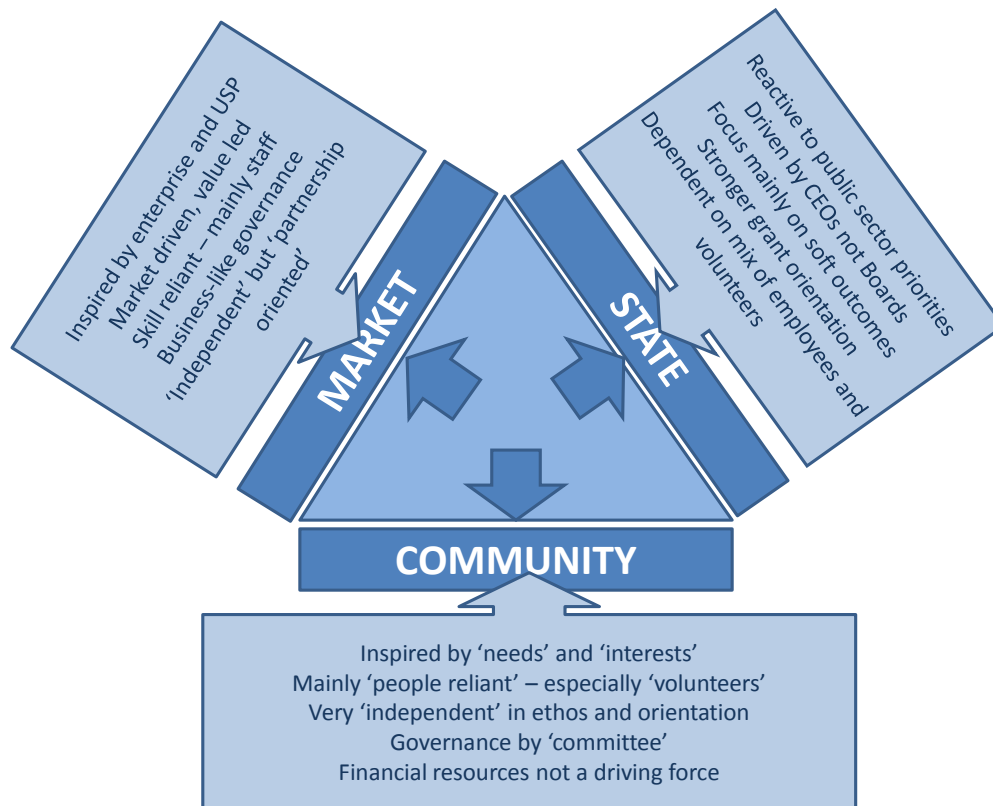 Inspired by enterprise and USP
Market driven, value led
Skill reliant – mainly staff
Business-like governance
‘Independent’ but ‘partnership
oriented’
MARKET
Reactive to public sector priorities
Driven by CEOs not Boards
Focus mainly on soft outcomes
Stronger grant orientation
Dependent on mix of employees and
volunteers
STATE
COMMUNITY
Inspired by ‘needs’ and ‘interests’
Mainly ‘people reliant’ – especially ‘volunteers’
Very ‘independent’ in ethos and orientation
Governance by ‘committee’
Financial resources not a driving force